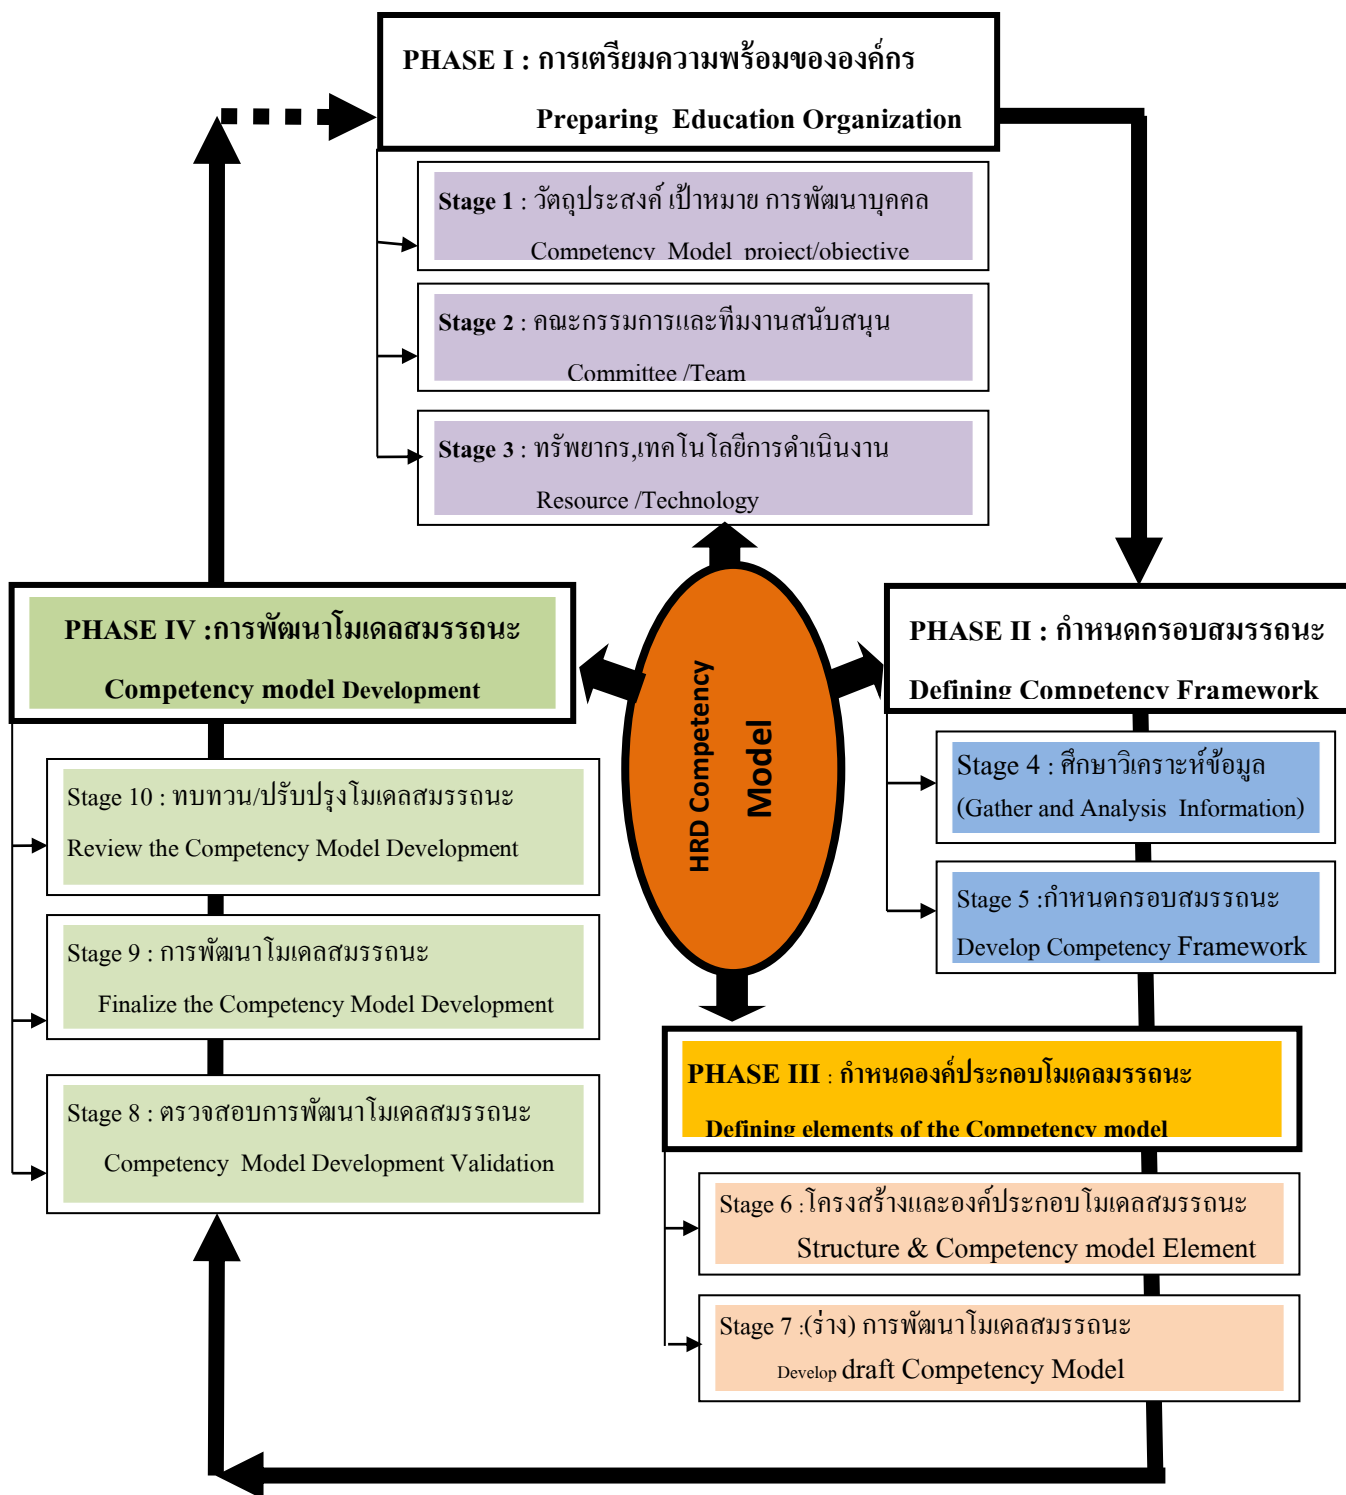 PHASE I : การเตรียมความพร้อมขององค์กร
Preparing Education Organization
Stage 1 : วัตถุประสงค์ เป้าหมาย การพัฒนาบุคคล
Competency Model project/objective
Stage 2 : คณะกรรมการและทีมงานสนับสนุน
Committee /Team
Stage 3 : ทรัพยากร,เทคโนโลยีการดำเนินงาน
Resource /Technology
HRD Competency
Model
PHASE II : กำหนดกรอบสมรรถนะ
Defining Competency Framework
Stage 4 : ศึกษาวิเคราะห์ข้อมูล
(Gather and Analysis Information)
Stage 5 :กำหนดกรอบสมรรถนะ
Develop Competency Framework
PHASE III : กำหนดองค์ประกอบโมเดลมรรถนะ
Defining elements of the Competency model
Stage 6 :โครงสร้างและองค์ประกอบโมเดลสมรรถนะ
Structure & Competency model Element
Stage 7 :(ร่าง) การพัฒนาโมเดลสมรรถนะ
Develop draft Competency Model
PHASE IV :การพัฒนาโมเดลสมรรถนะ
Competency model Development
Stage 10 : ทบทวน/ปรับปรุงโมเดลสมรรถนะ
Review the Competency Model Development
Stage 9 : การพัฒนาโมเดลสมรรถนะ
Finalize the Competency Model Development
Stage 8 : ตรวจสอบการพัฒนาโมเดลสมรรถนะ
Competency Model Development Validation